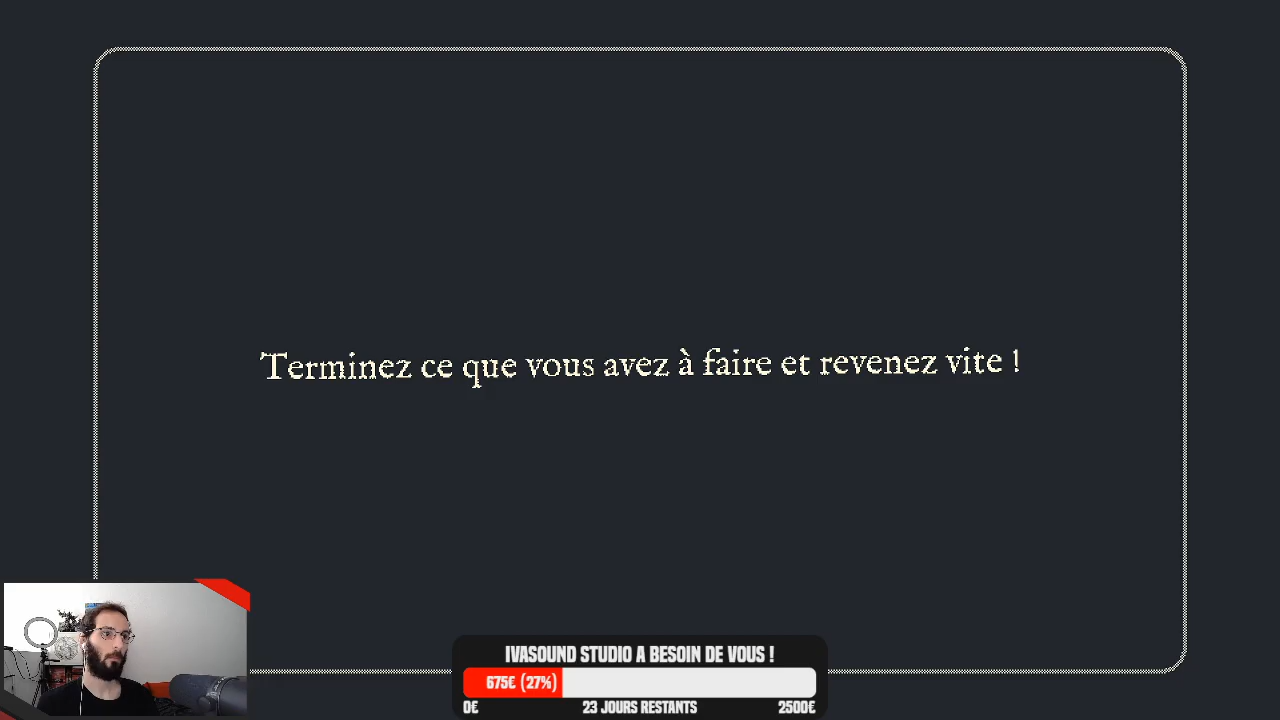 Terminez ce que vous avez à faire et revenez vite !
IVASOUND STUDIO A BESOIN DE VOUS !
675€ (27%)
0€ 23 JOURS RESTANTS 2500€